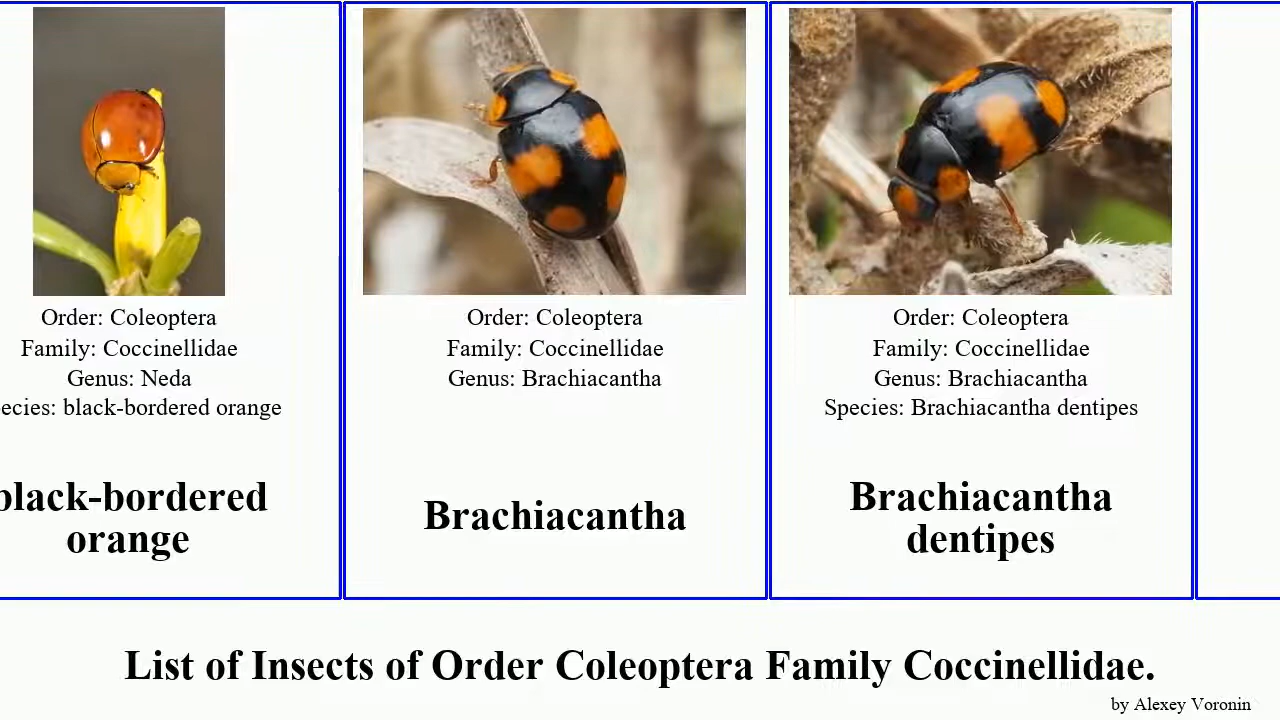 Order: Coleoptera
Family: Coccinellidae
Genus: Neda
ecies: black-bordered orange
black-bordered
orange
Order: Coleoptera
Family: Coccinellidae
Genus: Brachiacantha
Brachiacantha
Order: Coleoptera
Family: Coccinellidae
Genus: Brachiacantha
Species: Brachiacantha dentipes
Brachiacantha
dentipes
List of Insects of Order Coleoptera Family Coccinellidae.
by Alexey Voronin